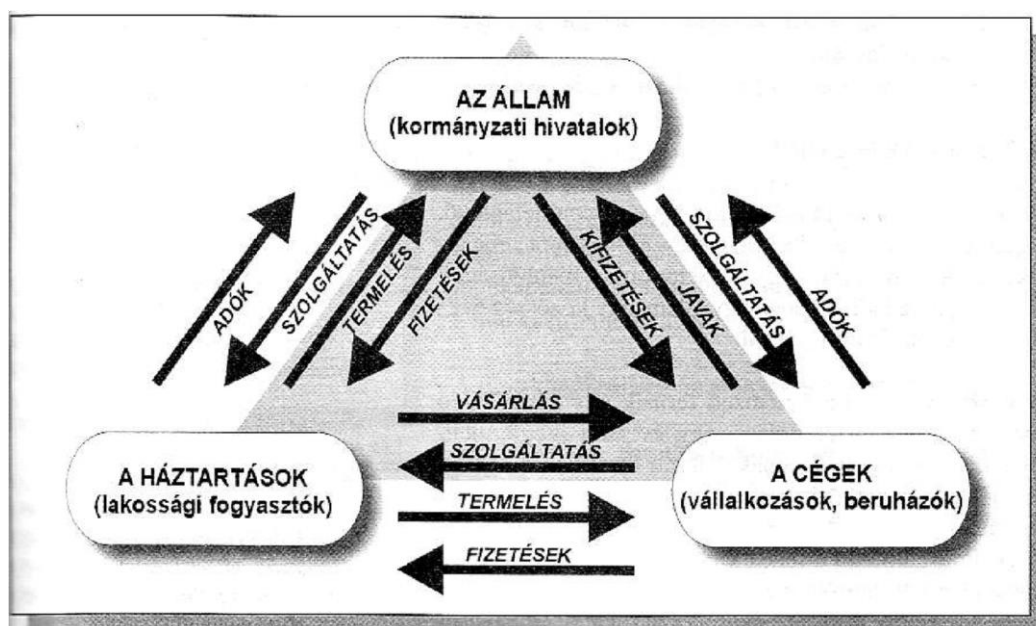 AZ ÁLLAM
(kormányzati hivatalok)
ADÓK
SZOLGÁLTATÁS
TERMELÉS
FIZETÉSEK
KIFIZETÉSEK
JAVAK
SZOLGÁLTATÁS
ADÓK
VÁSÁRLÁS
SZOLGÁLTATÁS
TERMELÉS
FIZETÉSEK
A HÁZTARTÁSOK
(lakossági fogyasztók)
A CÉGEK
(vállalkozások, beruházók)